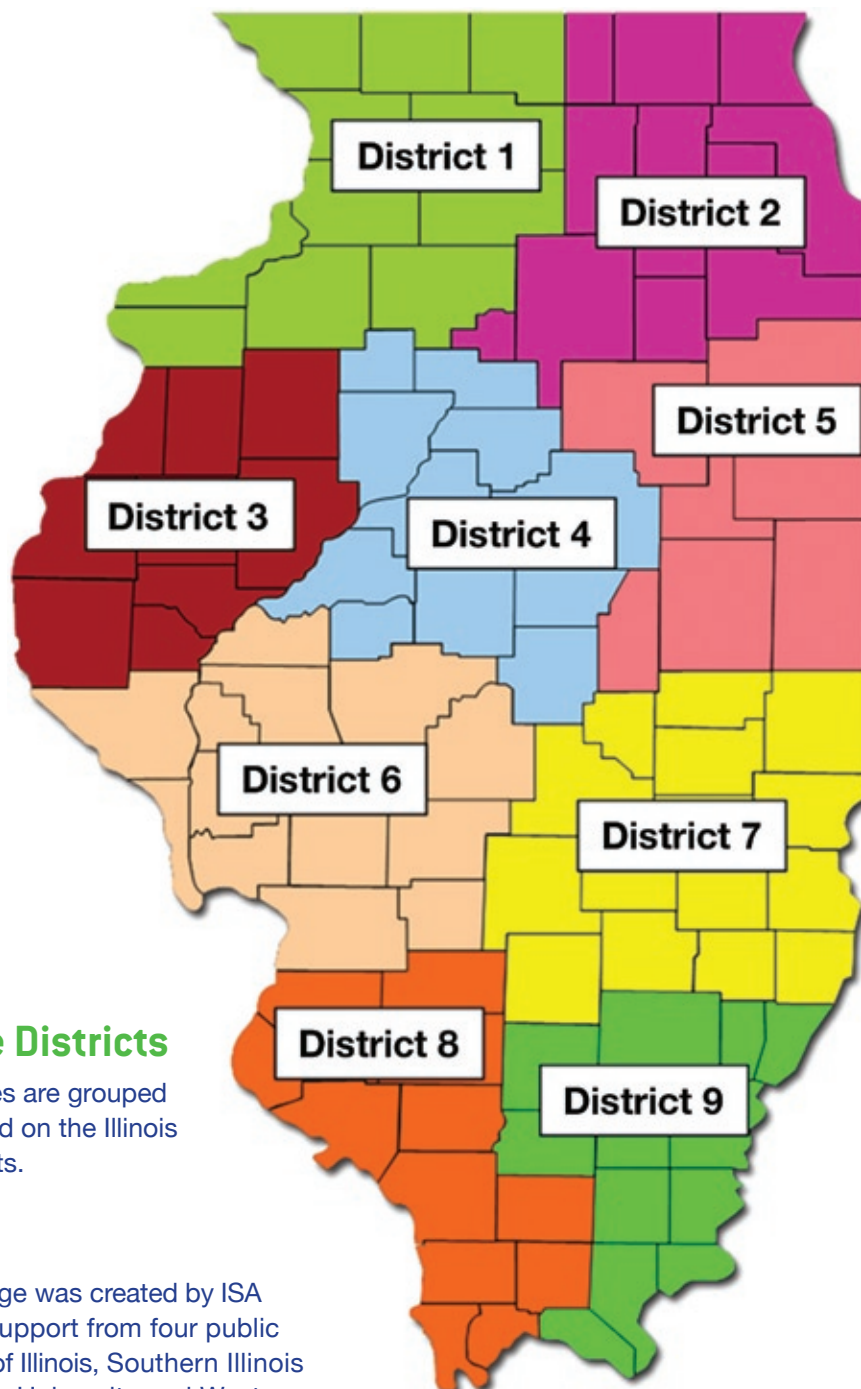 District 1
District 2
District 5
District 3
District 4
District 6
District 7
Districts
District 8
es are grouped
District 9
d on the Illinois
ts.
ge was created by ISA
upport from four public
of Illinois, Southern Illinois